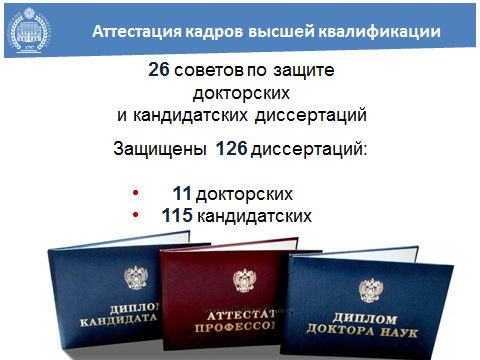 Аттестация кадров высшей квалификации
26 советов по защите
докторских
и кандидатских диссертаций
Защищены 126 диссертаций:
• 11 докторских
• 115 кандидатских
ДИПЛОМ
КАНДИДАТА
АТТЕСТАТ
ПРОФЕССОР
ДИПЛОМ
ДОКТОРА НАУК